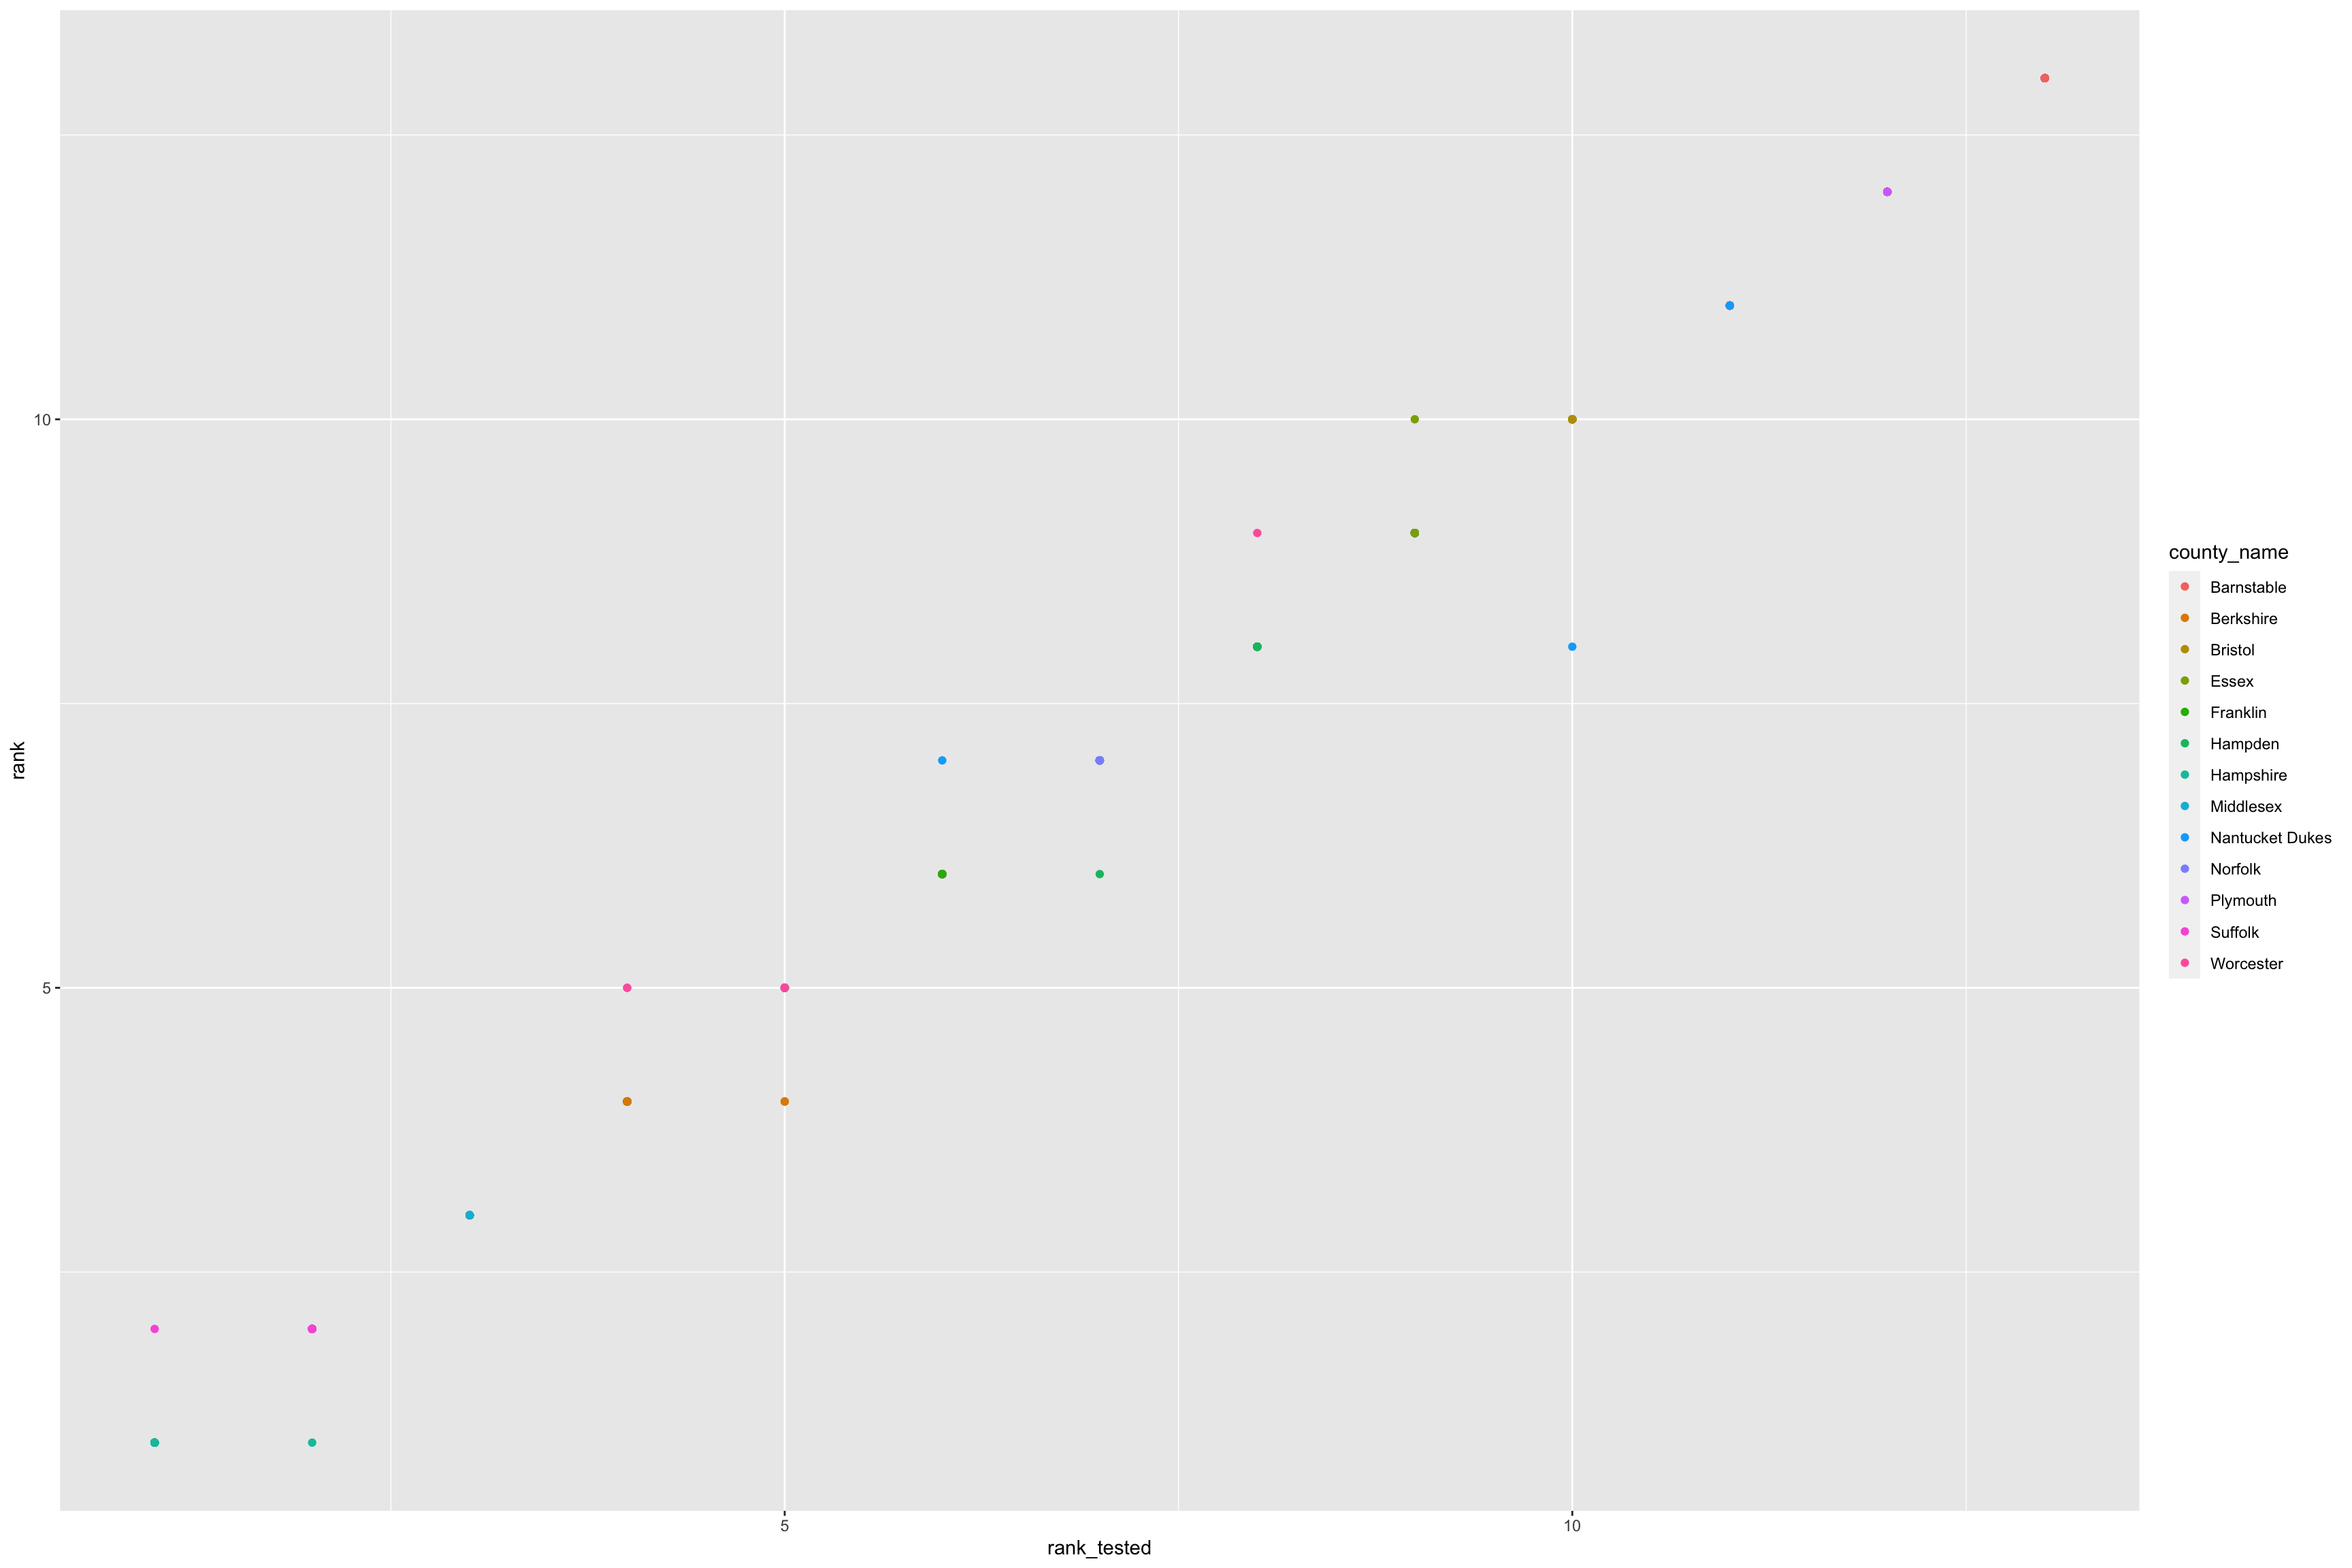 10
5
rank
5
10
rank_tested
county_name
Barnstable
Berkshire
Bristol
Essex
Franklin
Hampden
Hampshire
Middlesex
Nantucket Dukes
Norfolk
Plymouth
Suffolk
Worcester